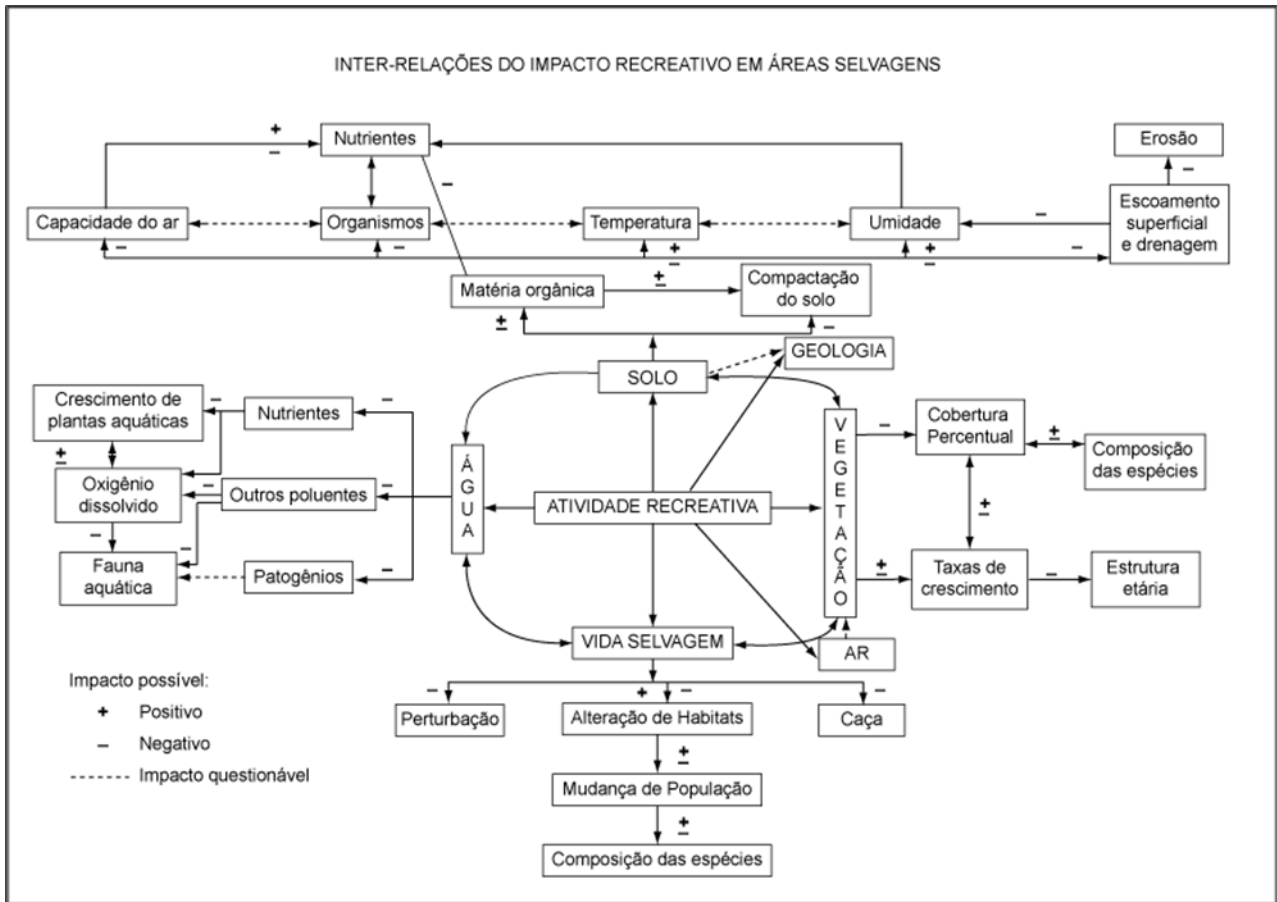 INTER-RELAÇÕES DO IMPACTO RECREATIVO EM ÁREAS SELVAGENS
+
−
Nutrientes
Erosão
−
−
Capacidade do ar
Organismos
Temperatura
Umidade
−
Escoamento
superficial
e drenagem
−
−
+
−
+
−
−
Matéria orgânica
±
Compactação
do solo
±
−
GEOLOGIA
SOLO
Crescimento de
plantas aquáticas
−
Nutrientes
−
±
Oxigênio
dissolvido
−
Outros poluentes
−
−
−
Fauna
aquática
Patogênios
−
ÁGUA
ATIVIDADE RECREATIVA
VEGETAÇÃO
−
Cobertura
Percentual
±
Composição
das espécies
±
±
Taxas de
crescimento
−
Estrutura
etária
VIDA SELVAGEM
AR
−
+
−
−
Perturbação
Alteração de Habitats
Caça
±
Mudança de População
±
Composição das espécies
Impacto possível:
+ Positivo
− Negativo
------- Impacto questionável